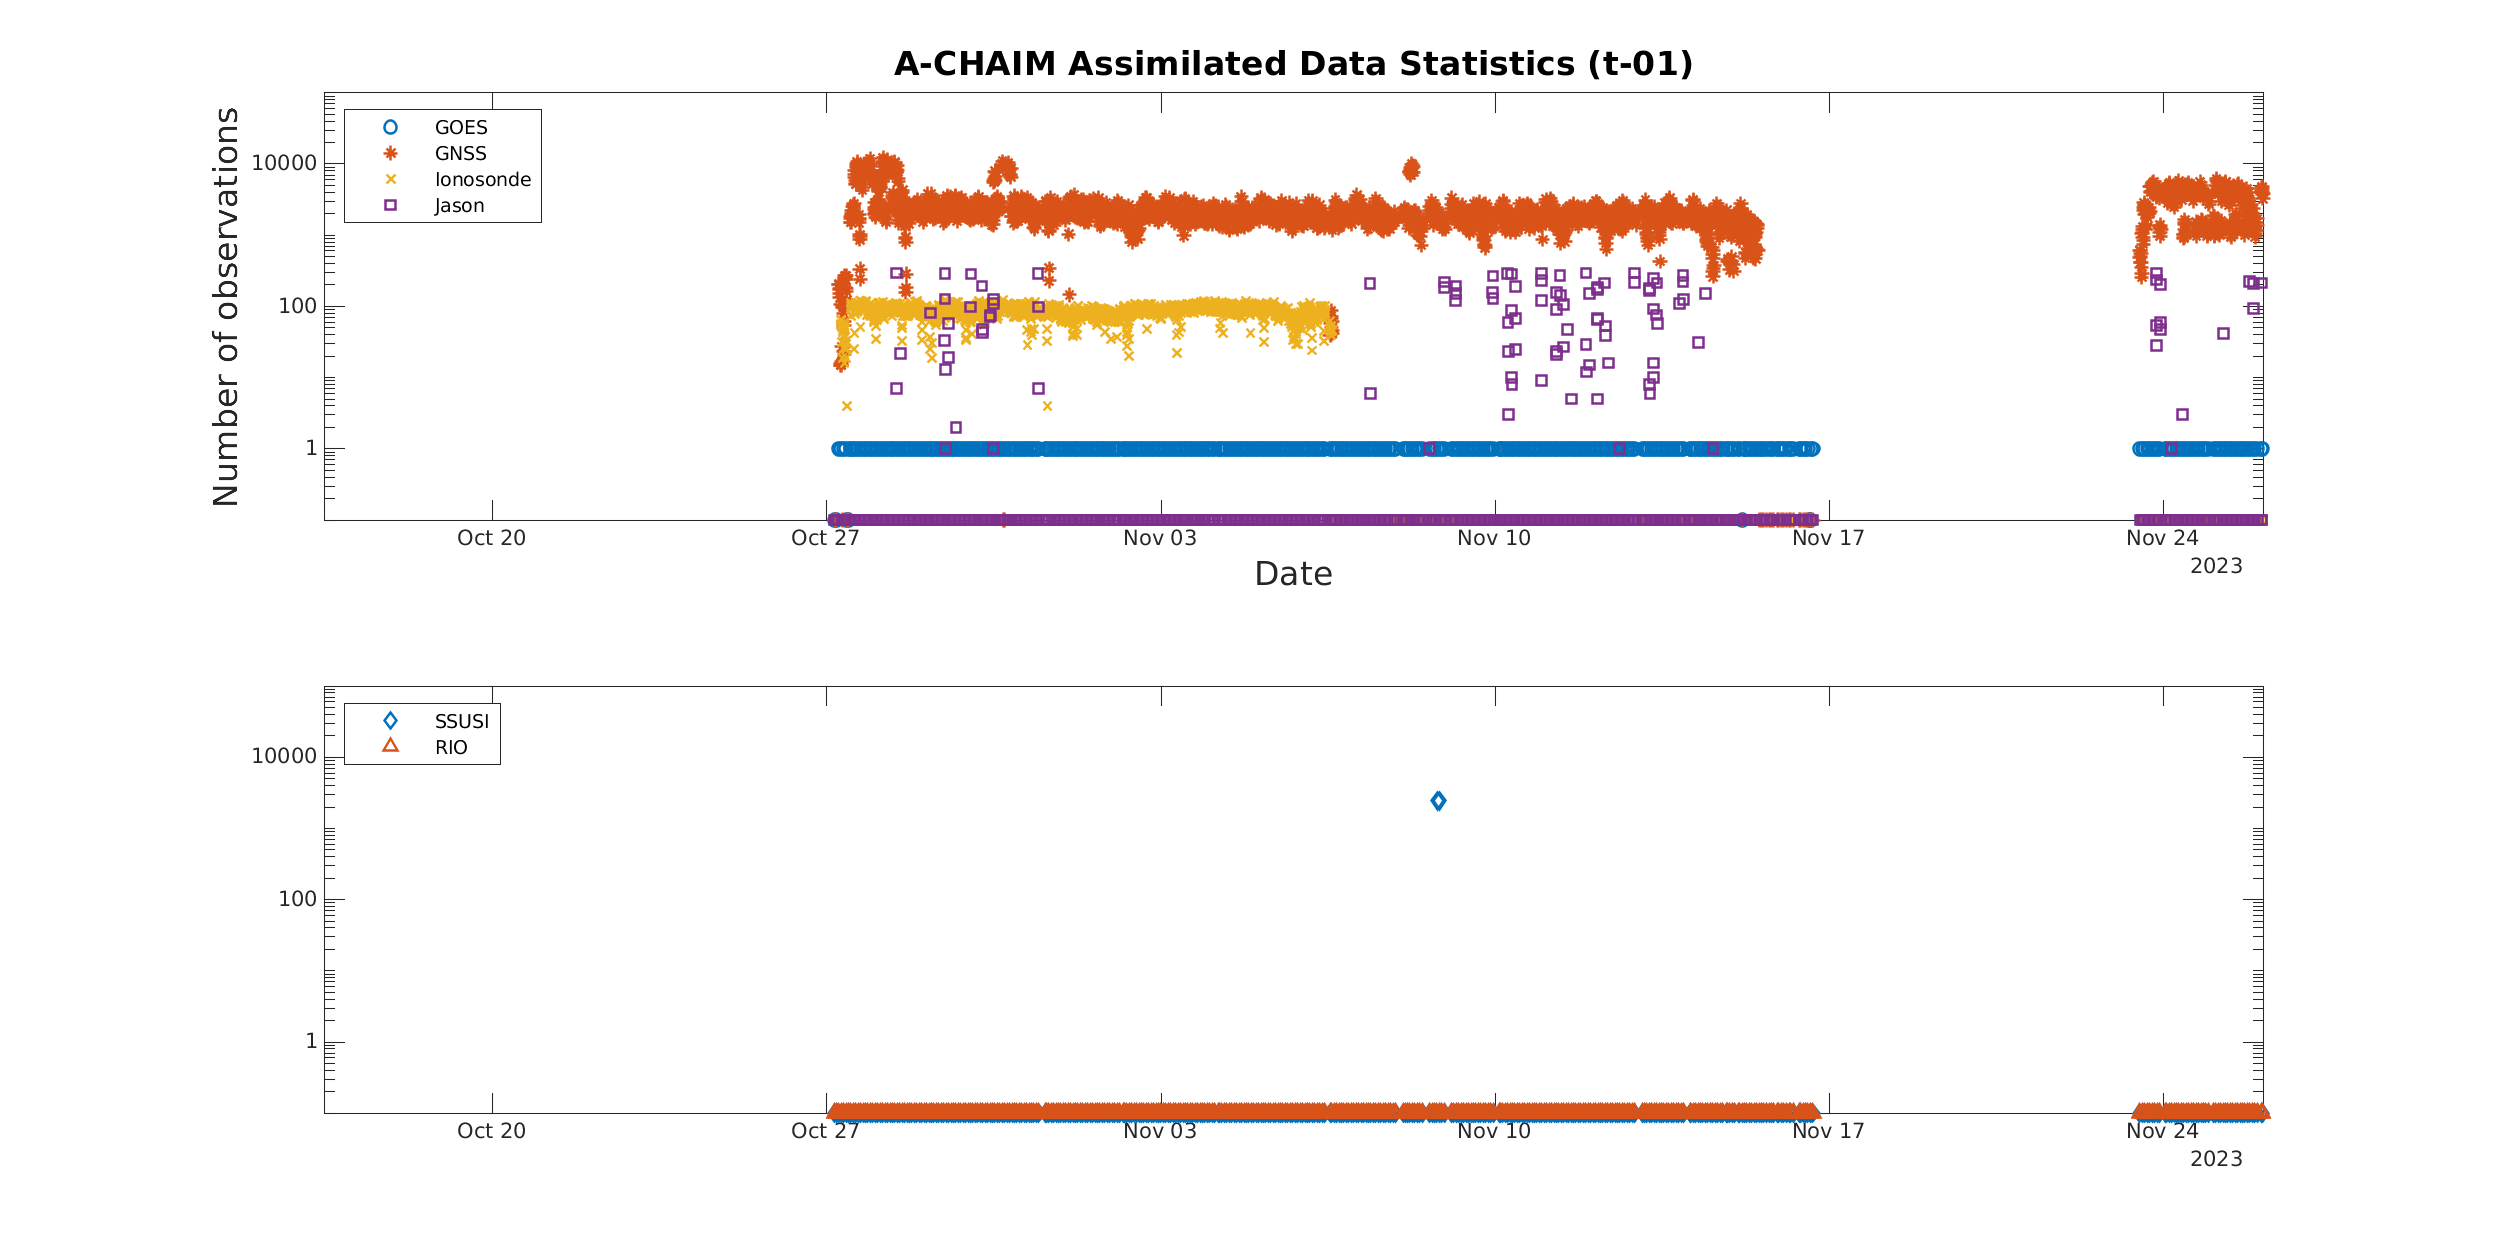 A-CHAIM Assimilated Data Statistics (t-01)
GOES
GNSS
Ionosonde
Jason
Number of observations
10000
100
1
Oct 20
Oct 27
Nov 03
Nov 10
Nov 17
Nov 24
2023
Date
SSUSI
RIO
10000
100
1
Oct 20
Oct 27
Nov 03
Nov 10
Nov 17
Nov 24
2023